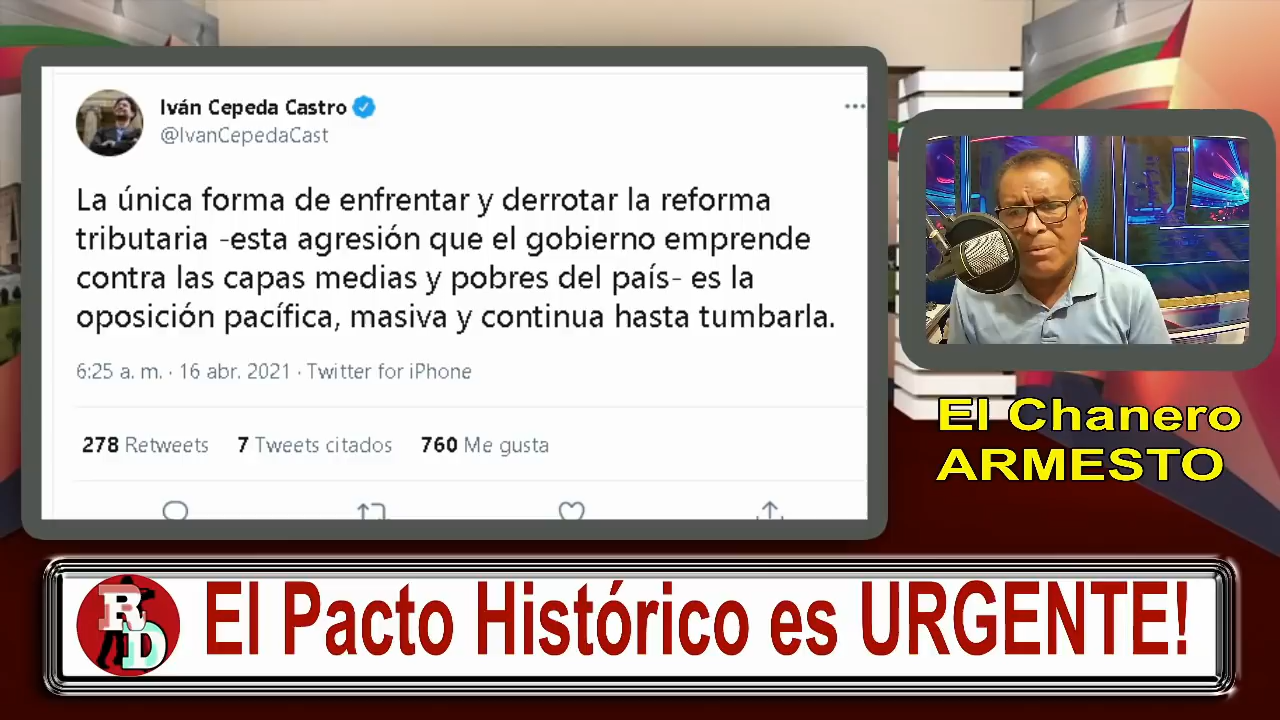 Iván Cepeda Castro
@IvanCepedaCast
La única forma de enfrentar y derrotar la reforma
tributaria -esta agresión que el gobierno emprende
contra las capas medias y pobres del país- es la
oposición pacífica, masiva y continua hasta tumbarla.
6:25 a. m. · 16 abr. 2021 · Twitter for iPhone
278 Retweets 7 Tweets citados 760 Me gusta
El Chanero
ARMESTO
RD
El Pacto Histórico es URGENTE!